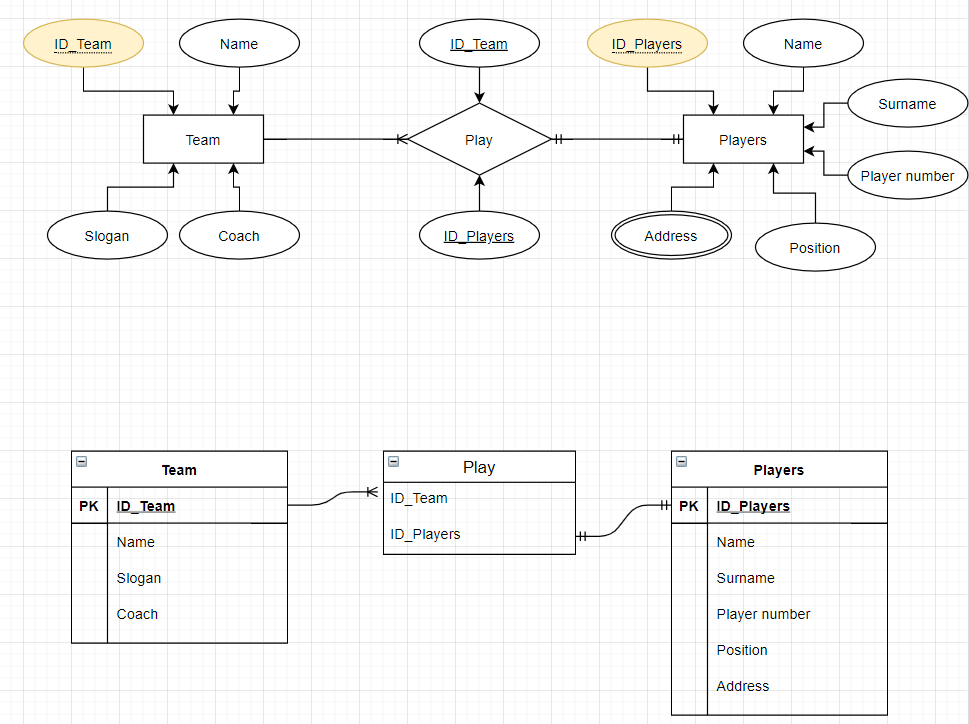 ID_Team
Name
ID_Team
ID_Players
Name
Surname
Team
Play
Players
Player number
Slogan
Coach
ID_Players
Address
Position
Team
PK ID_Team
Name
Slogan
Coach
Play
ID_Team
ID_Players
Players
PK ID_Players
Name
Surname
Player number
Position
Address